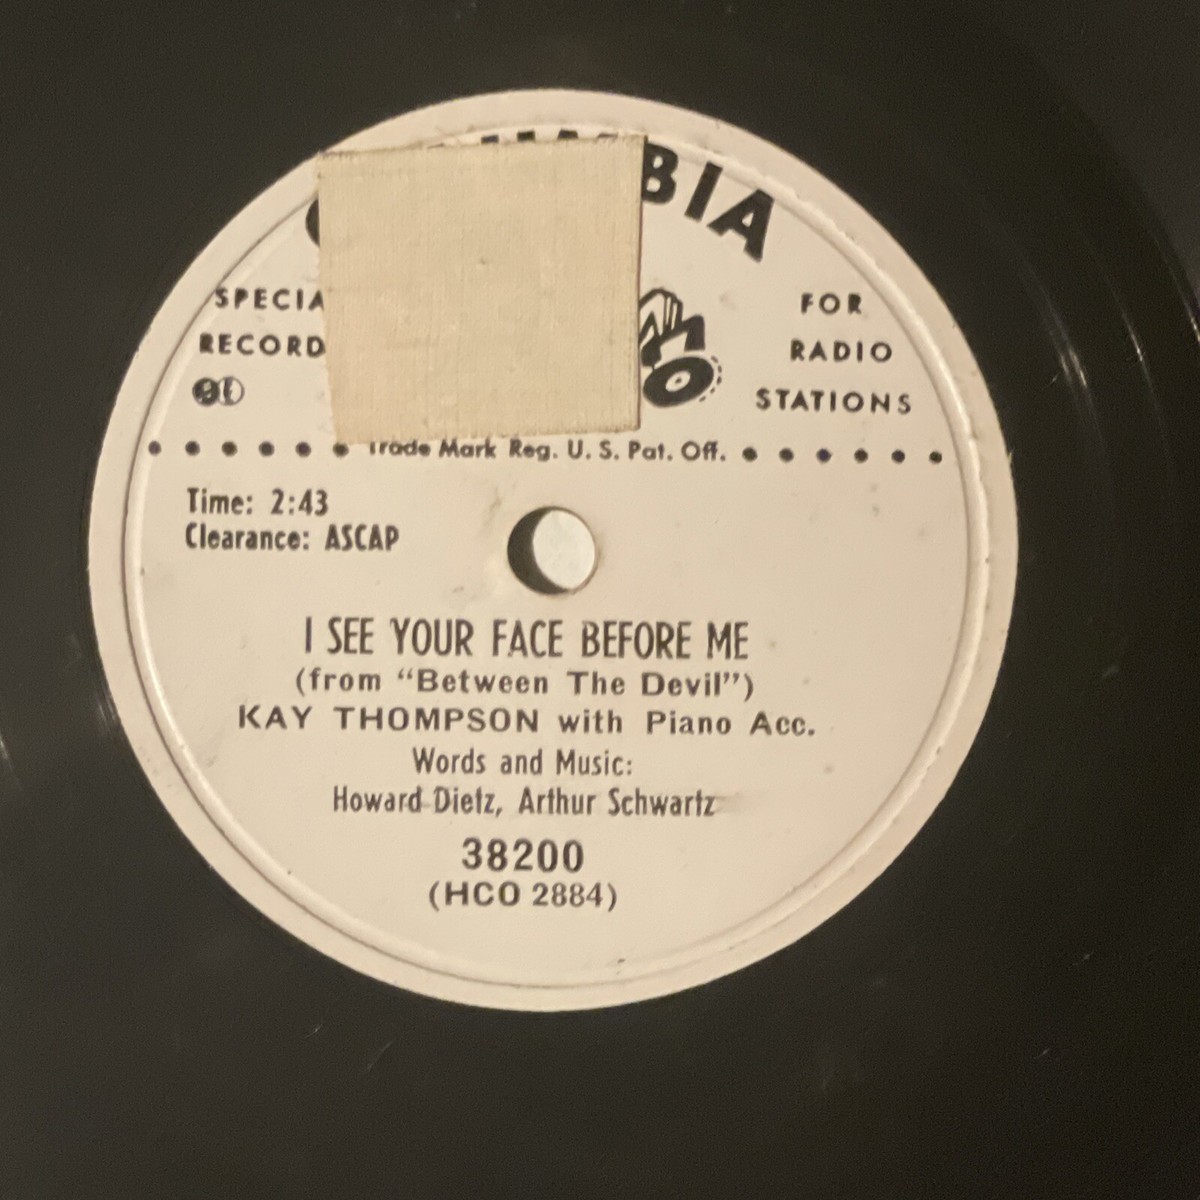 BIA
SPECIA
RECORD
FOR
RADIO
STATIONS
Trade Mark Reg. U. S. Pat. Off.
Time: 2:43
Clearance: ASCAP
I SEE YOUR FACE BEFORE ME
(from “Between The Devil”)
KAY THOMPSON with Piano Acc.
Words and Music:
Howard Dietz, Arthur Schwartz
38200
(HCO 2884)